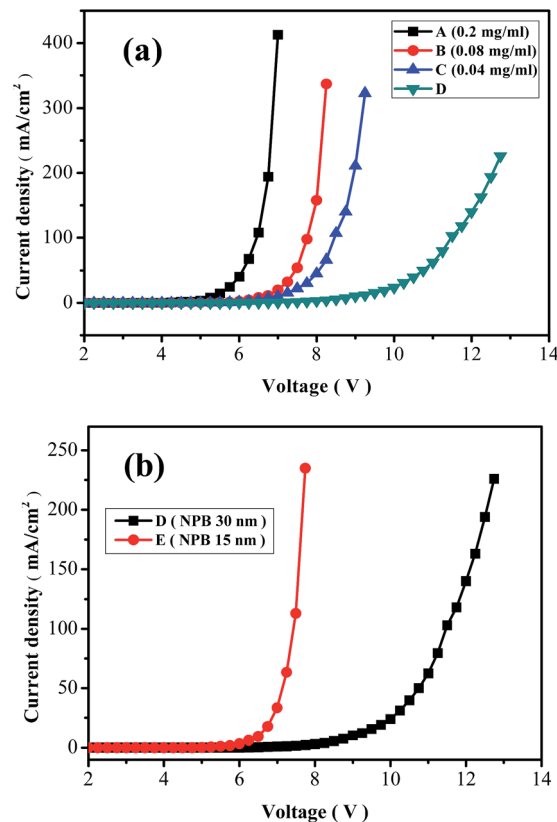 (a)
A (0.2 mg/ml)
B (0.08 mg/ml)
C (0.04 mg/ml)
D
Current density ( mA/cm²)
400
300
200
100
0
2 4 6 8 10 12 14
Voltage ( V )
(b)
D ( NPB 30 nm )
E ( NPB 15 nm )
Current density ( mA/cm²)
250
200
150
100
50
0
2 4 6 8 10 12 14
Voltage ( V )